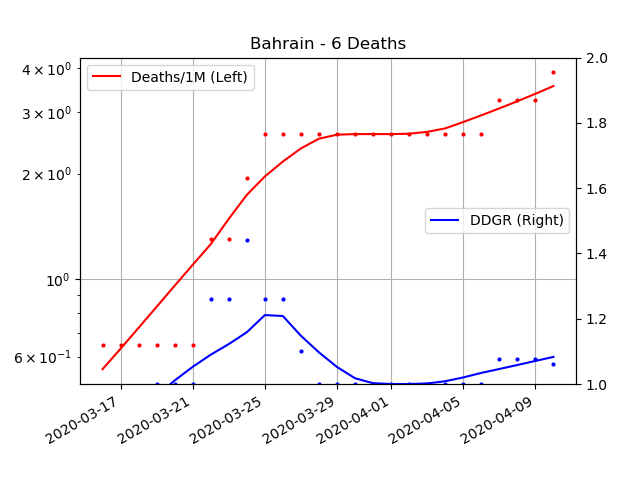 Bahrain - 6 Deaths
Deaths/1M (Left)
DDGR (Right)
4 × 10⁰
3 × 10⁰
2 × 10⁰
10⁰
6 × 10⁻¹
2.0
1.8
1.6
1.4
1.2
1.0
2020-03-17
2020-03-21
2020-03-25
2020-03-29
2020-04-01
2020-04-05
2020-04-09